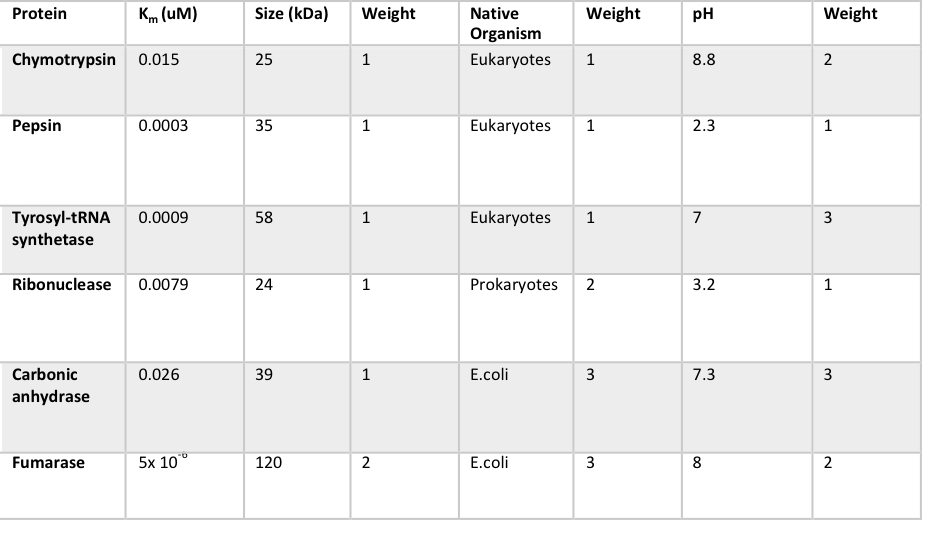 Protein Km (uM) Size (kDa) Weight Native Organism Weight pH Weight
Chymotrypsin 0.015 25 1 Eukaryotes 1 8.8 2
Pepsin 0.0003 35 1 Eukaryotes 1 2.3 1
Tyrosyl-tRNA synthetase 0.0009 58 1 Eukaryotes 1 7 3
Ribonuclease 0.0079 24 1 Prokaryotes 2 3.2 1
Carbonic anhydrase 0.026 39 1 E.coli 3 7.3 3
Fumarase 5x 10⁻⁶ 120 2 E.coli 3 8 2